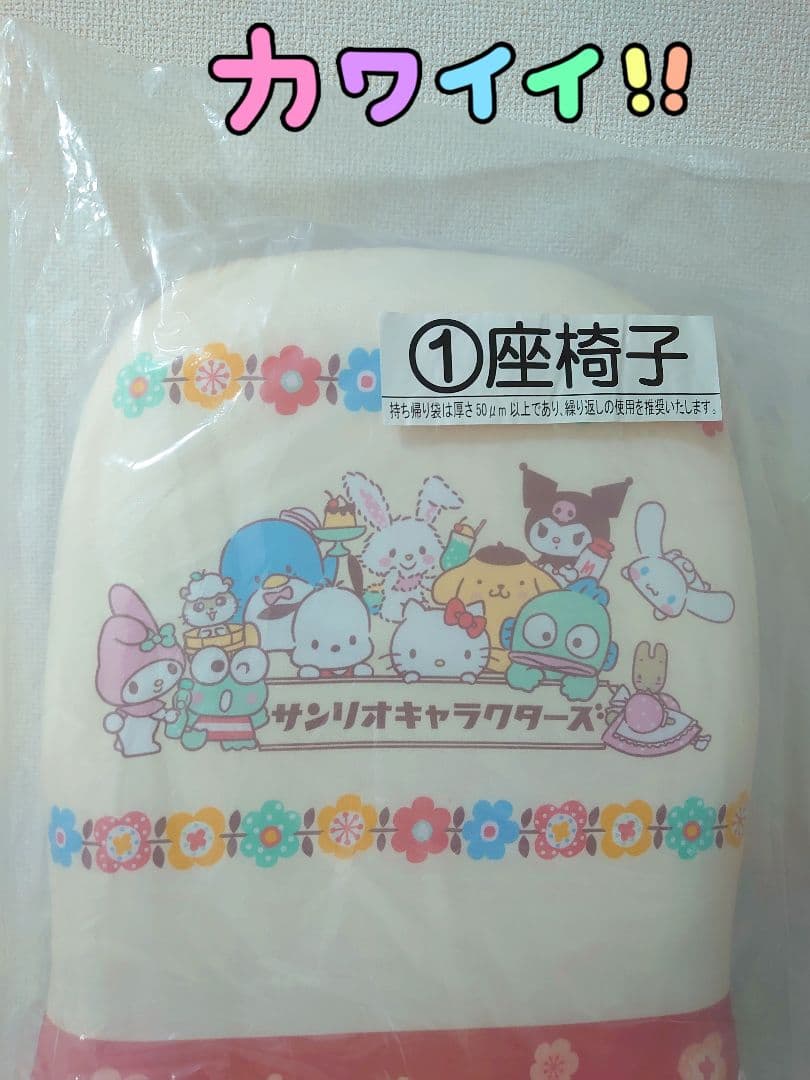 カワイイ!!
①座椅子
持ち帰り袋は厚さ50μm以上であり、繰り返しの使用を推奨いたします。
M
サンリオキャラクターズ